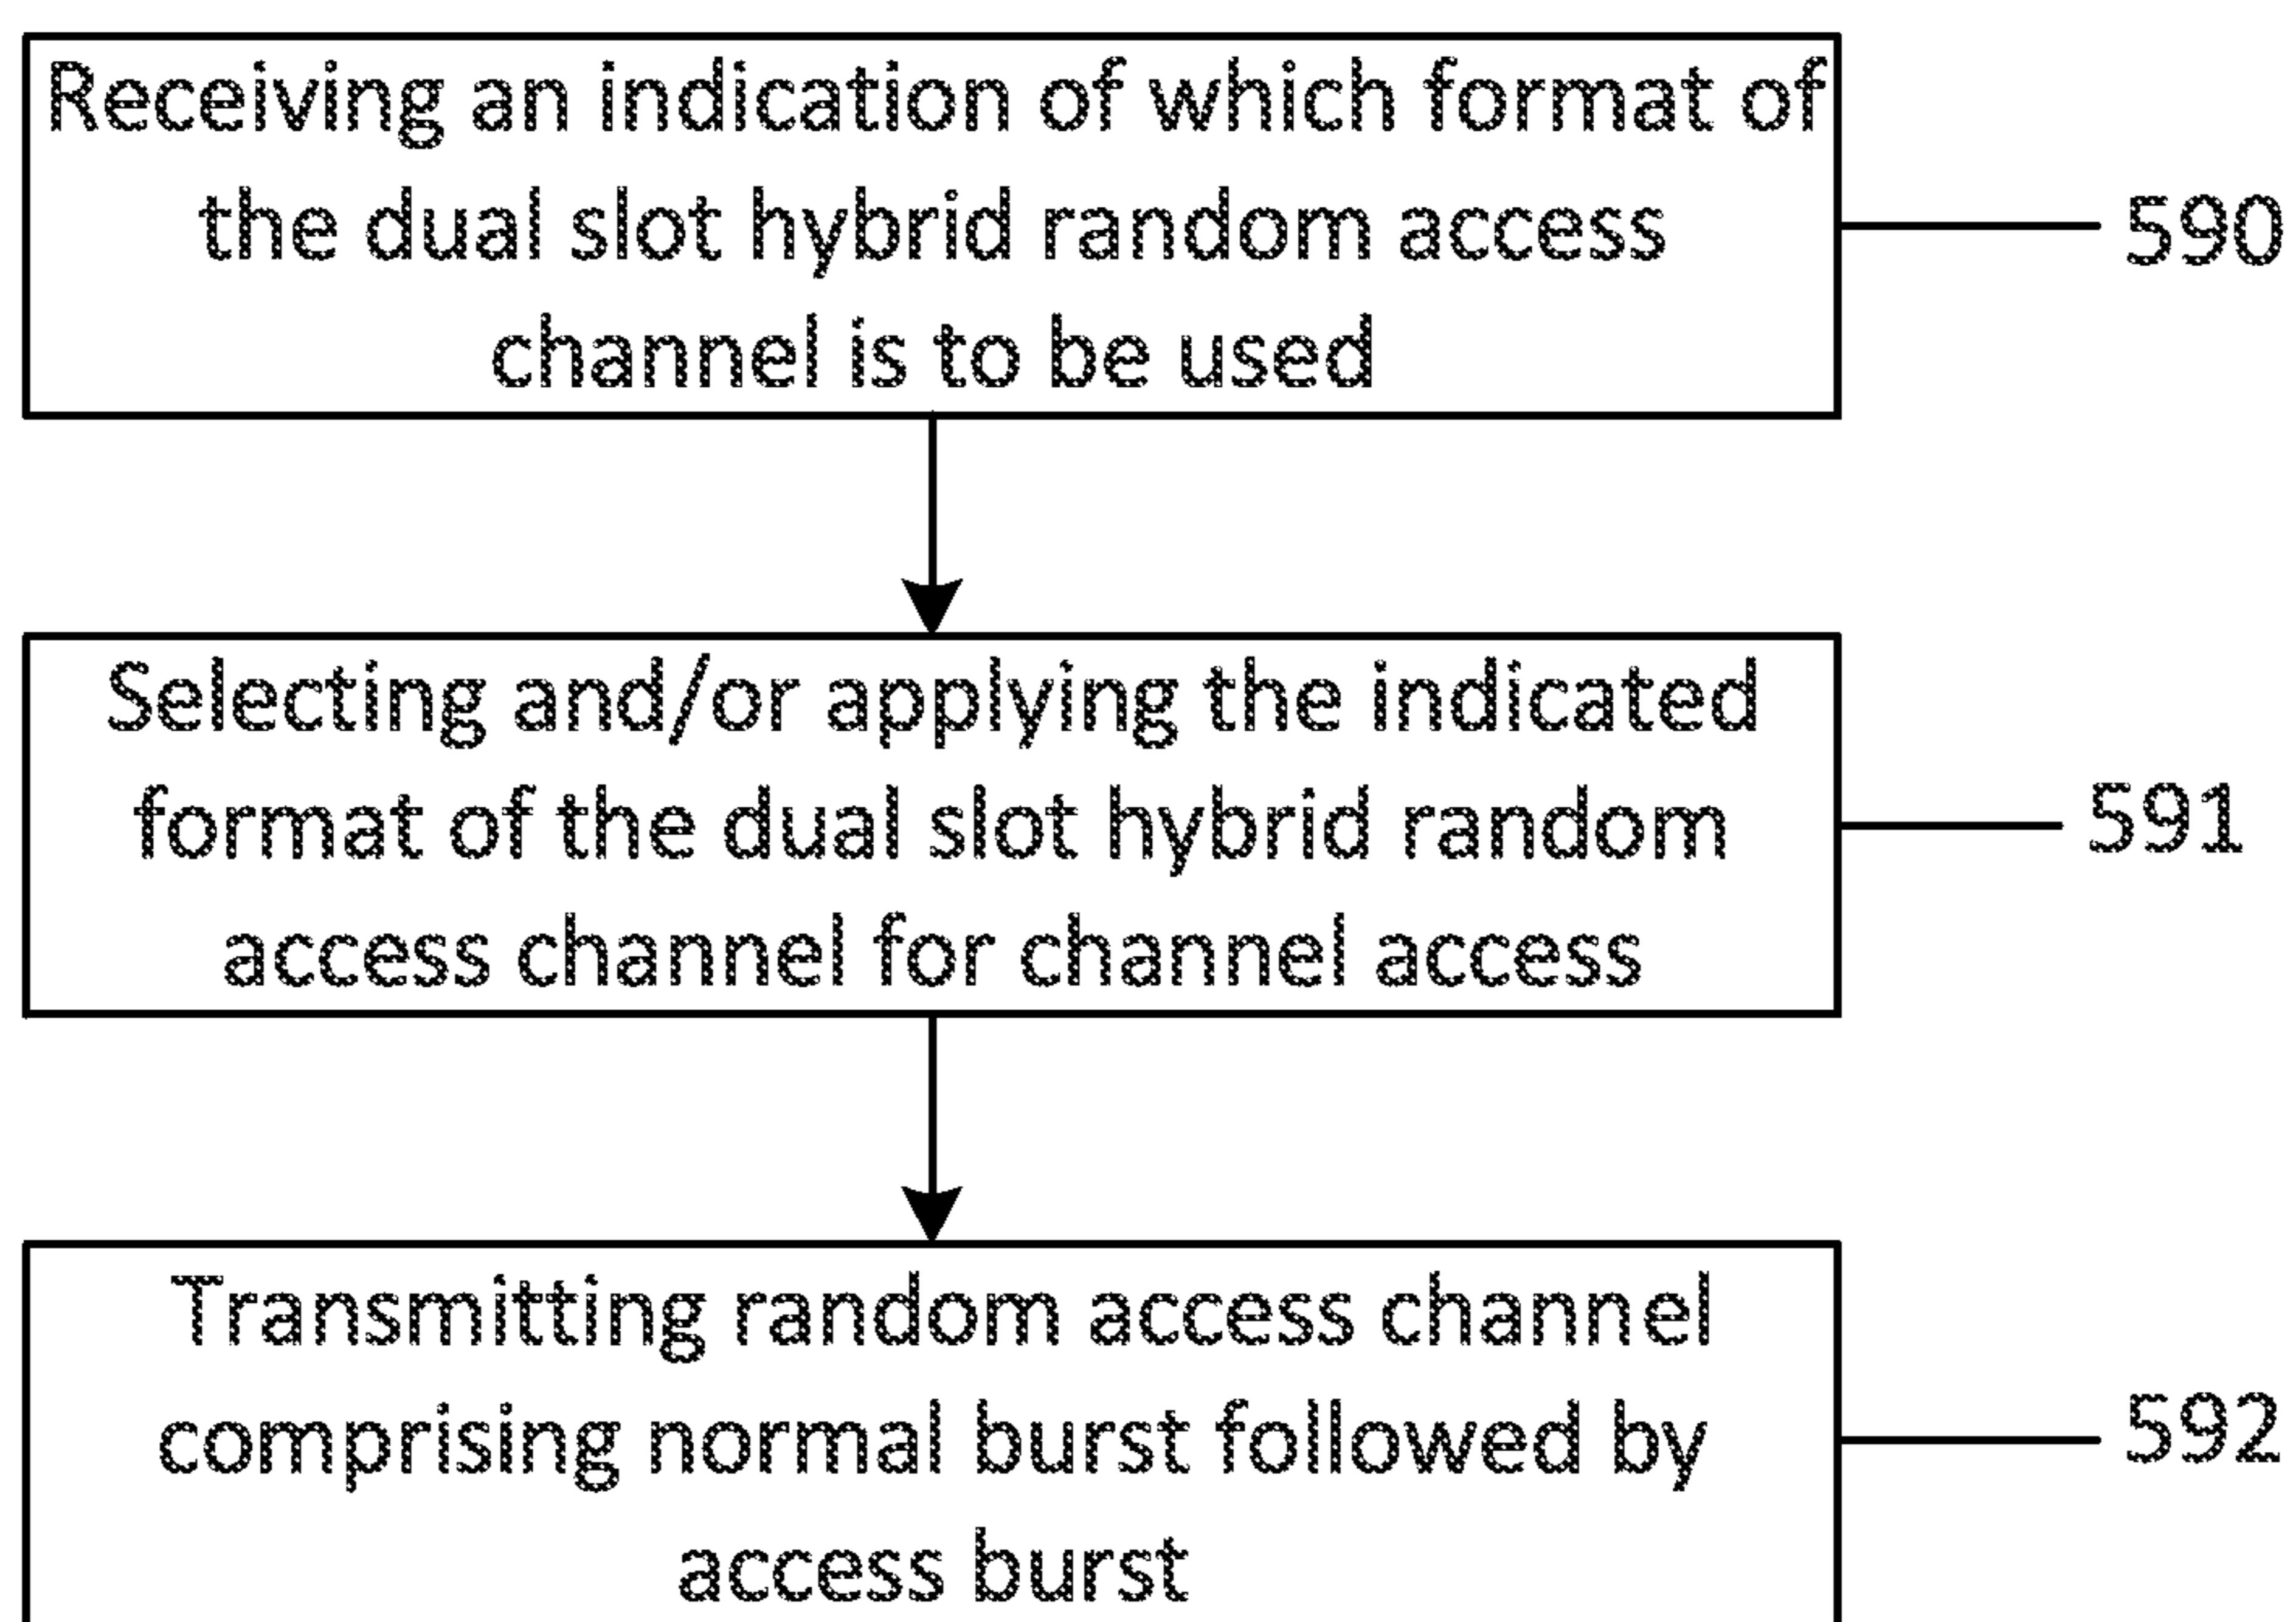 Receiving an indication of which format of
the dual slot hybrid random access
channel is to be used
590
Selecting and/or applying the indicated
format of the dual slot hybrid random
access channel for channel access
591
Transmitting random access channel
comprising normal burst followed by
access burst
592